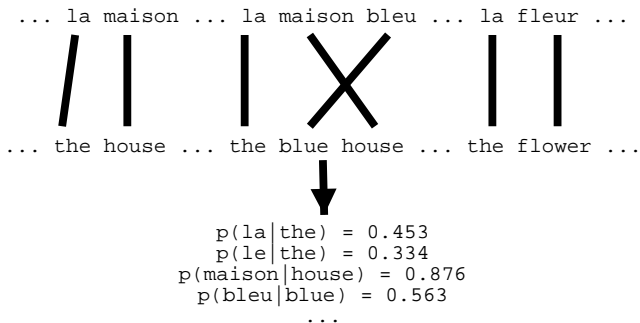 ... la maison ... la maison bleu ... la fleur ...
... the house ... the blue house ... the flower ...
p(la|the) = 0.453
p(le|the) = 0.334
p(maison|house) = 0.876
p(bleu|blue) = 0.563
...